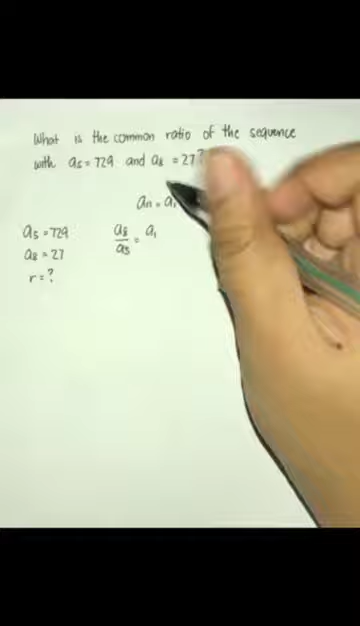 What is the common ratio of the sequence
with a₅ = 729 and a₈ = 27?
aₙ = a₁
a₅ = 729
a₈ = 27
r = ?
a₈/a₅ = a₁